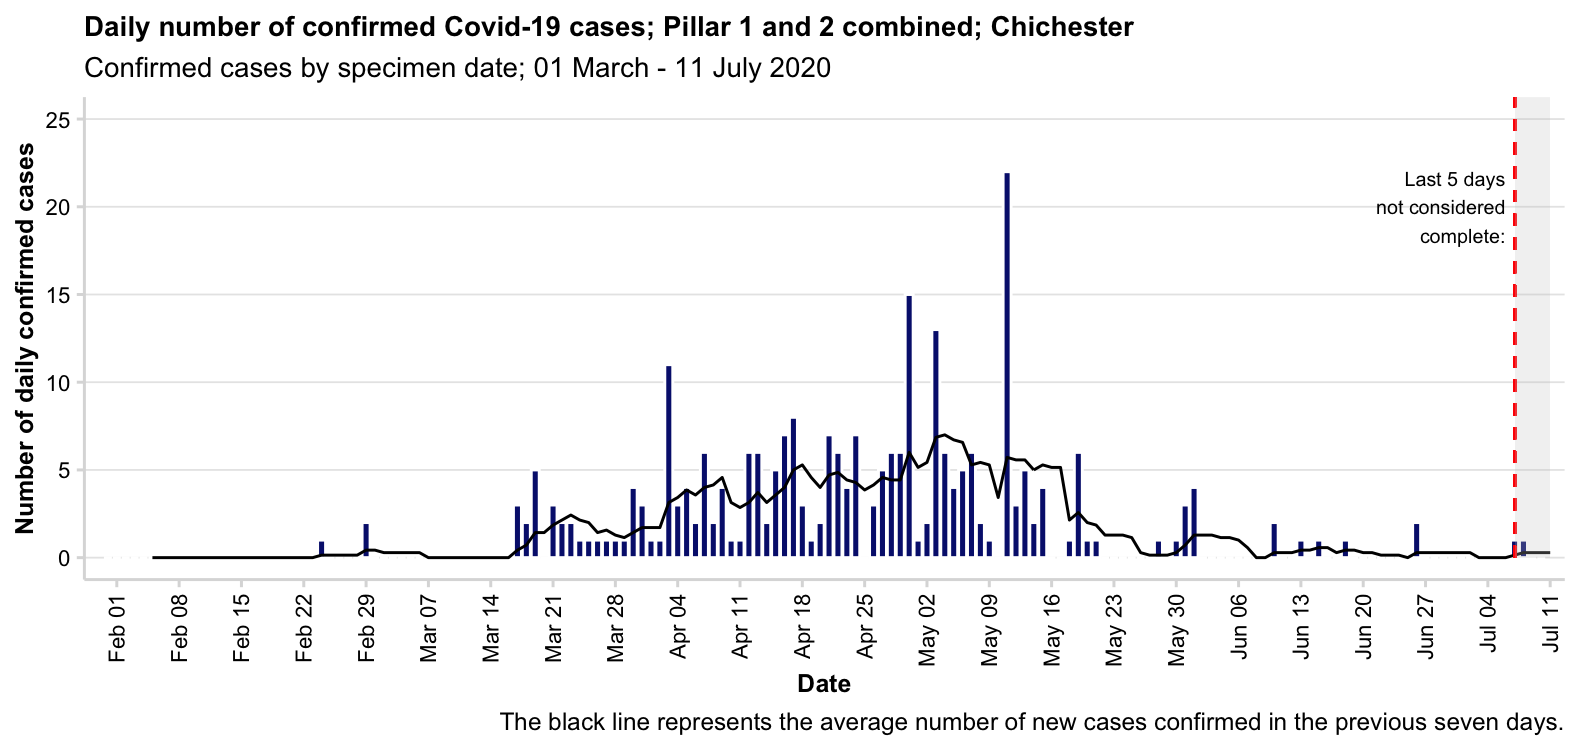 Daily number of confirmed Covid-19 cases; Pillar 1 and 2 combined; Chichester
Confirmed cases by specimen date; 01 March - 11 July 2020
Number of daily confirmed cases
25
20
15
10
5
0
Last 5 days
not considered
complete:
Feb 01
Feb 08
Feb 15
Feb 22
Feb 29
Mar 07
Mar 14
Mar 21
Mar 28
Apr 04
Apr 11
Apr 18
Apr 25
May 02
May 09
May 16
May 23
May 30
Jun 06
Jun 13
Jun 20
Jun 27
Jul 04
Jul 11
Date
The black line represents the average number of new cases confirmed in the previous seven days.